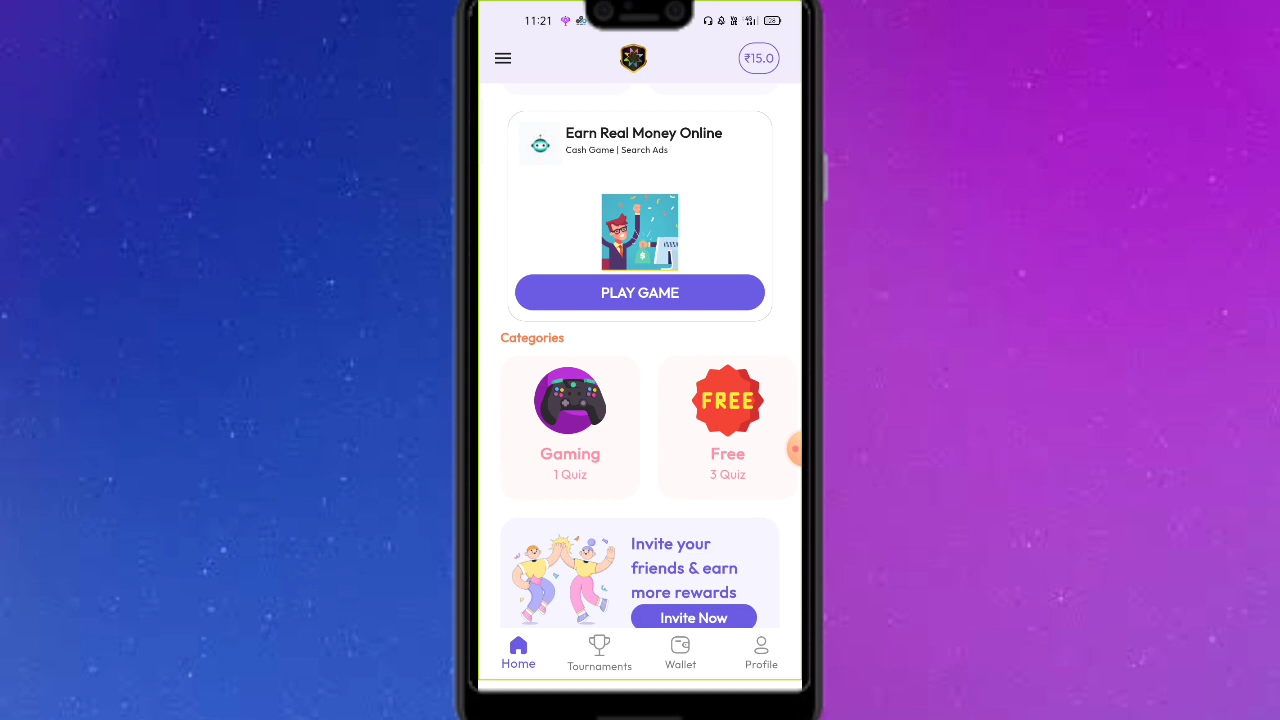 11:21
28
₹15.0
Earn Real Money Online
Cash Game | Search Ads
$
PLAY GAME
Categories
FREE
Gaming
Free
1 Quiz
3 Quiz
Invite your
friends & earn
more rewards
Invite Now
Home
Tournaments
Wallet
Profile